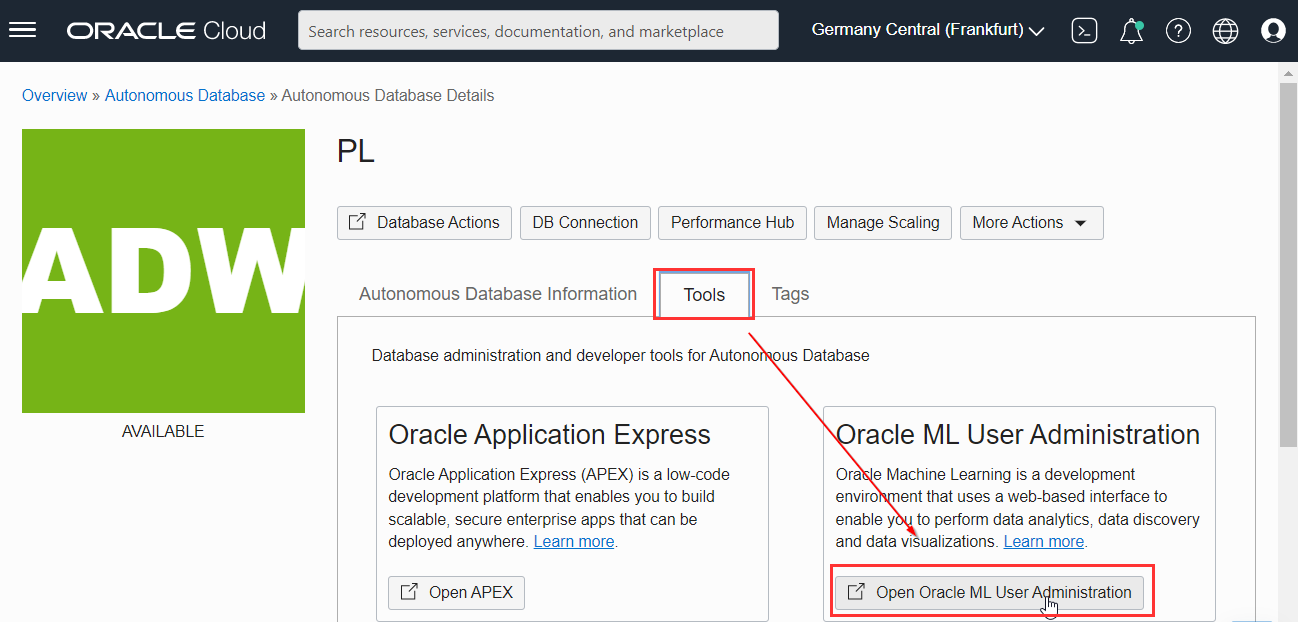 ORACLE Cloud
Search resources, services, documentation, and marketplace
Germany Central (Frankfurt)
Overview » Autonomous Database » Autonomous Database Details
ADW
AVAILABLE
PL
Database Actions
DB Connection
Performance Hub
Manage Scaling
More Actions
Autonomous Database Information
Tools
Tags
Database administration and developer tools for Autonomous Database
Oracle Application Express
Oracle Application Express (APEX) is a low-code
development platform that enables you to build
scalable, secure enterprise apps that can be
deployed anywhere. Learn more.
Open APEX
Oracle ML User Administration
Oracle Machine Learning is a development
environment that uses a web-based interface to
enable you to perform data analytics, data discovery
and data visualizations. Learn more.
Open Oracle ML User Administration